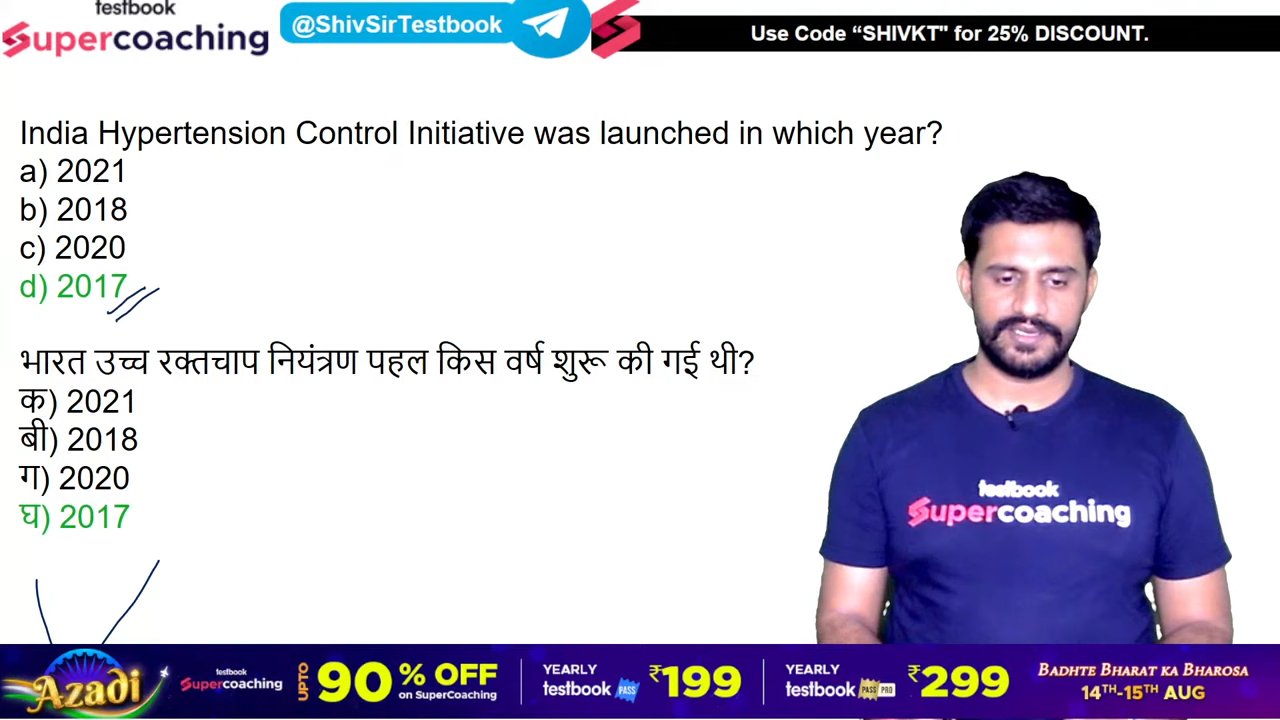 testbook
Supercoaching
@ShivSirTestbook
Use Code “SHIVKT" for 25% DISCOUNT.
India Hypertension Control Initiative was launched in which year?
a) 2021
b) 2018
c) 2020
d) 2017
भारत उच्च रक्तचाप नियंत्रण पहल किस वर्ष शुरू की गई थी?
क) 2021
बी) 2018
ग) 2020
घ) 2017
testbook
Supercoaching
Azadi
testbook
Supercoaching
UPTO 90% OFF
on SuperCoaching
YEARLY
testbook PASS
₹199
YEARLY
testbook PASS PRO
₹299
BADHTE BHARAT KA BHAROSA
14TH-15TH AUG